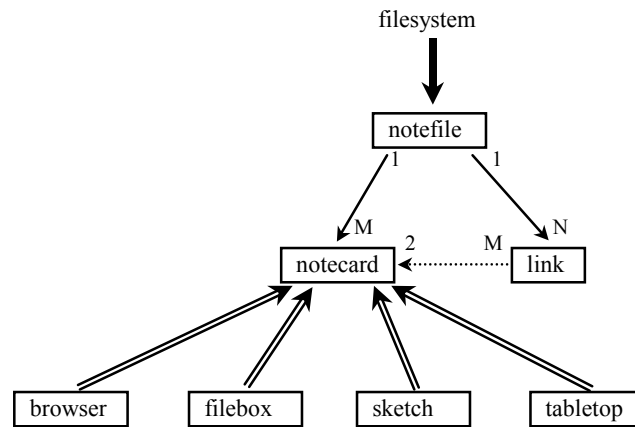 filesystem
notefile
1 1
M N
2 M
notecard link
browser filebox sketch tabletop